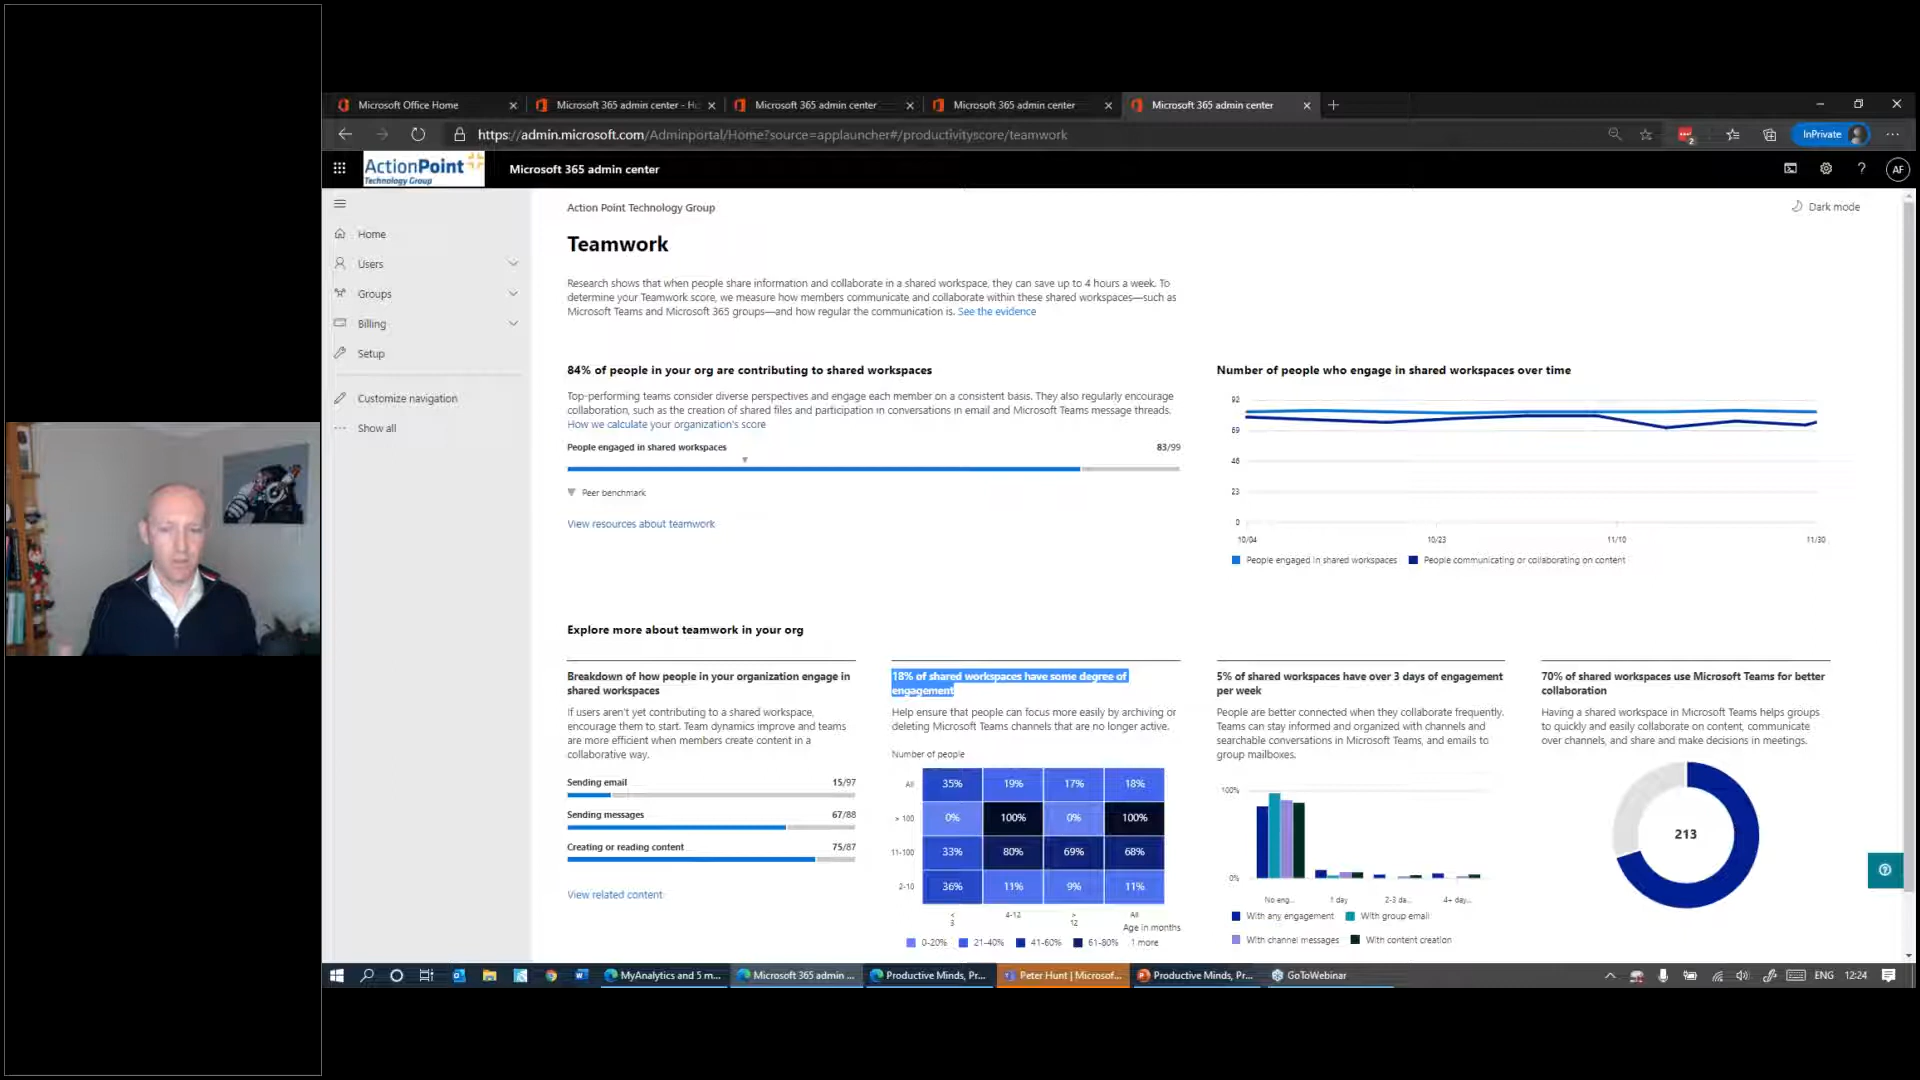 Microsoft Office Home
Microsoft 365 admin center - H
Microsoft 365 admin center
Microsoft 365 admin center
Microsoft 365 admin center
https://admin.microsoft.com/Adminportal/Home?source=applauncher#/productivityscore/teamwork
2
InPrivate
ActionPoint
Technology Group
Microsoft 365 admin center
AF
Home
Users
Groups
Billing
Setup
Customize navigation
Show all
Action Point Technology Group
Dark mode
Teamwork
Research shows that when people share information and collaborate in a shared workspace, they can save up to 4 hours a week. To
determine your Teamwork score, we measure how members communicate and collaborate within these shared workspaces—such as
Microsoft Teams and Microsoft 365 groups—and how regular the communication is. See the evidence
84% of people in your org are contributing to shared workspaces
Top-performing teams consider diverse perspectives and engage each member on a consistent basis. They also regularly encourage
collaboration, such as the creation of shared files and participation in conversations in email and Microsoft Teams message threads.
How we calculate your organization's score
People engaged in shared workspaces 83/99
Peer benchmark
View resources about teamwork
Number of people who engage in shared workspaces over time
92
69
46
23
0
10/04 10/23 11/10 11/30
People engaged in shared workspaces People communicating or collaborating on content
Explore more about teamwork in your org
Breakdown of how people in your organization engage in
shared workspaces
If users aren't yet contributing to a shared workspace,
encourage them to start. Team dynamics improve and teams
are more efficient when members create content in a
collaborative way.
Sending email 15/97
Sending messages 67/88
Creating or reading content 75/87
View related content
18% of shared workspaces have some degree of
engagement
Help ensure that people can focus more easily by archiving or
deleting Microsoft Teams channels that are no longer active.
Number of people
All 35% 19% 17% 18%
> 100 0% 100% 0% 100%
11-100 33% 80% 69% 68%
2-10 36% 11% 9% 11%
< 3 4-12 > 12 All
Age in months
0-20% 21-40% 41-60% 61-80% 1 more
5% of shared workspaces have over 3 days of engagement
per week
People are better connected when they collaborate frequently.
Teams can stay informed and organized with channels and
searchable conversations in Microsoft Teams, and emails to
group mailboxes.
100%
0%
No eng... 1 day 2-3 da... 4+ day...
With any engagement With group email
With channel messages With content creation
70% of shared workspaces use Microsoft Teams for better
collaboration
Having a shared workspace in Microsoft Teams helps groups
to quickly and easily collaborate on content, communicate
over channels, and share and make decisions in meetings.
213
MyAnalytics and 5 m... Microsoft 365 admin ... Productive Minds, Pr... Peter Hunt | Microsof... Productive Minds, Pr... GoToWebinar ENG 12:24